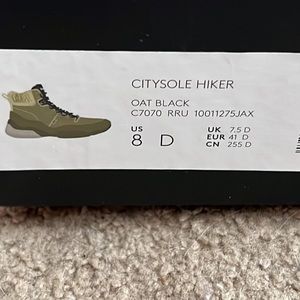 CITYSOLE HIKER
OAT BLACK
C7070 RRU 10011275JAX
US
8 D
UK 7.5 D
EUR 41 D
CN 255 D